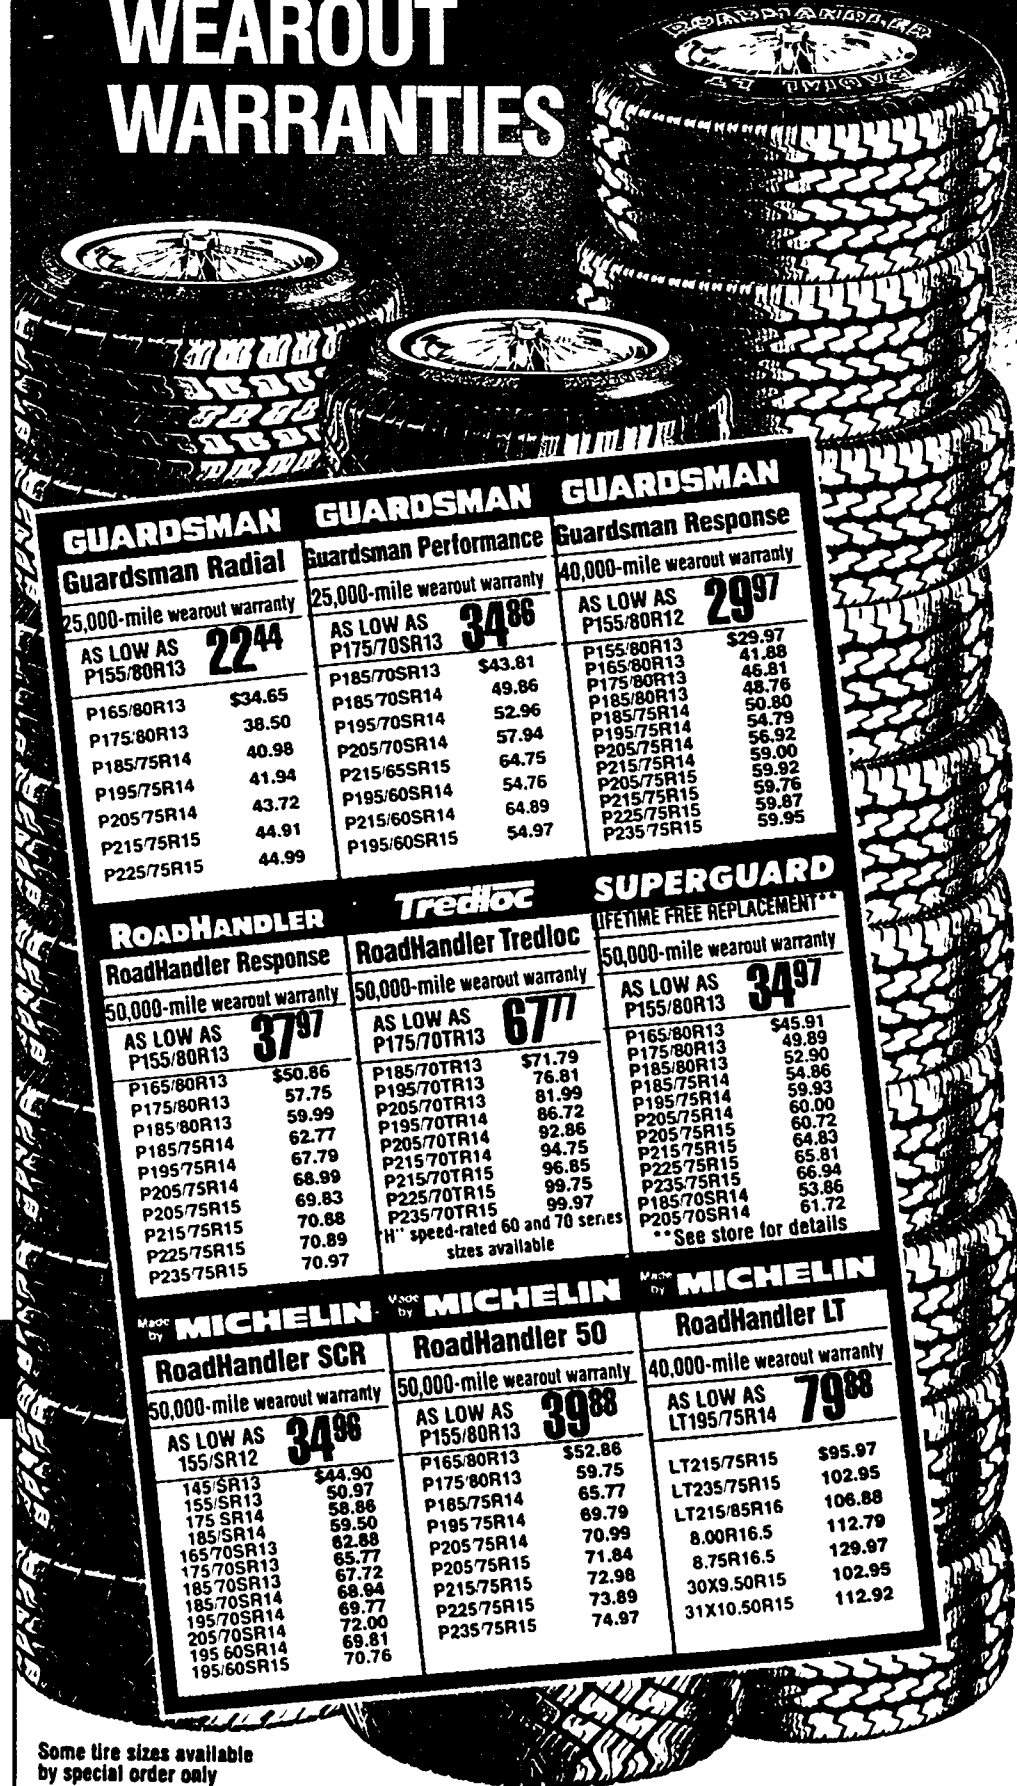 WEAROUT
WARRANTIES
ROADHANDLER
RADIAL LT
GUARDSMAN
Guardsman Radial
25,000-mile wearout warranty
AS LOW AS
P155/80R13
22 44
P165/80R13 $34.65
P175/80R13 38.50
P185/75R14 40.98
P195/75R14 41.94
P205/75R14 43.72
P215/75R15 44.91
P225/75R15 44.99
GUARDSMAN
Guardsman Performance
25,000-mile wearout warranty
AS LOW AS
P175/70SR13
34 86
P185/70SR13 $43.81
P185/70SR14 49.86
P195/70SR14 52.96
P205/70SR14 57.94
P215/65SR15 64.75
P195/60SR14 54.76
P215/60SR14 64.89
P195/60SR15 54.97
GUARDSMAN
Guardsman Response
40,000-mile wearout warranty
AS LOW AS
P155/80R12
29 97
P155/80R13 $29.97
P165/80R13 41.88
P175/80R13 46.81
P185/80R13 48.76
P185/75R14 50.80
P195/75R14 54.79
P205/75R14 56.92
P215/75R14 59.00
P205/75R15 59.92
P215/75R15 59.76
P225/75R15 59.87
P235/75R15 59.95
ROADHANDLER
RoadHandler Response
50,000-mile wearout warranty
AS LOW AS
P155/80R13
37 97
P165/80R13 $50.86
P175/80R13 57.75
P185/80R13 59.99
P185/75R14 62.77
P195/75R14 67.79
P205/75R14 68.99
P205/75R15 69.83
P215/75R15 70.88
P225/75R15 70.89
P235/75R15 70.97
Tredloc
RoadHandler Tredloc
50,000-mile wearout warranty
AS LOW AS
P175/70TR13
67 77
P185/70TR13 $71.79
P195/70TR13 76.81
P205/70TR13 81.99
P195/70TR14 86.72
P205/70TR14 92.86
P215/70TR14 94.75
P215/70TR15 96.85
P225/70TR15 99.75
P235/70TR15 99.97
"H" speed-rated 60 and 70 series
sizes available
SUPERGUARD
LIFETIME FREE REPLACEMENT**
50,000-mile wearout warranty
AS LOW AS
P155/80R13
34 97
P165/80R13 $45.91
P175/80R13 49.89
P185/80R13 52.90
P185/75R14 54.86
P195/75R14 59.93
P205/75R14 60.00
P205/75R15 60.72
P215/75R15 64.83
P225/75R15 65.81
P235/75R15 66.94
P185/70SR14 53.86
P205/70SR14 61.72
**See store for details
Made by MICHELIN
RoadHandler SCR
50,000-mile wearout warranty
AS LOW AS
155/SR12
34 98
145/SR13 $44.90
155/SR13 50.97
175 SR14 58.86
185/SR14 59.50
165/70SR13 62.88
175/70SR13 65.77
185/70SR13 67.72
185/70SR14 68.94
195/70SR14 69.77
205/70SR14 72.00
195 60SR14 69.81
195/60SR15 70.76
Made by MICHELIN
RoadHandler 50
50,000-mile wearout warranty
AS LOW AS
P155/80R13
39 88
P165/80R13 $52.86
P175/80R13 59.75
P185/75R14 65.77
P195 75R14 69.79
P205/75R14 70.99
P205/75R15 71.84
P215/75R15 72.98
P225/75R15 73.89
P235/75R15 74.97
Made by MICHELIN
RoadHandler LT
40,000-mile wearout warranty
AS LOW AS
LT195/75R14
79 88
LT215/75R15 $95.97
LT235/75R15 102.95
LT215/85R16 106.88
8.00R16.5 112.79
8.75R16.5 129.97
30X9.50R15 102.95
31X10.50R15 112.92
Some tire sizes available
by special order only